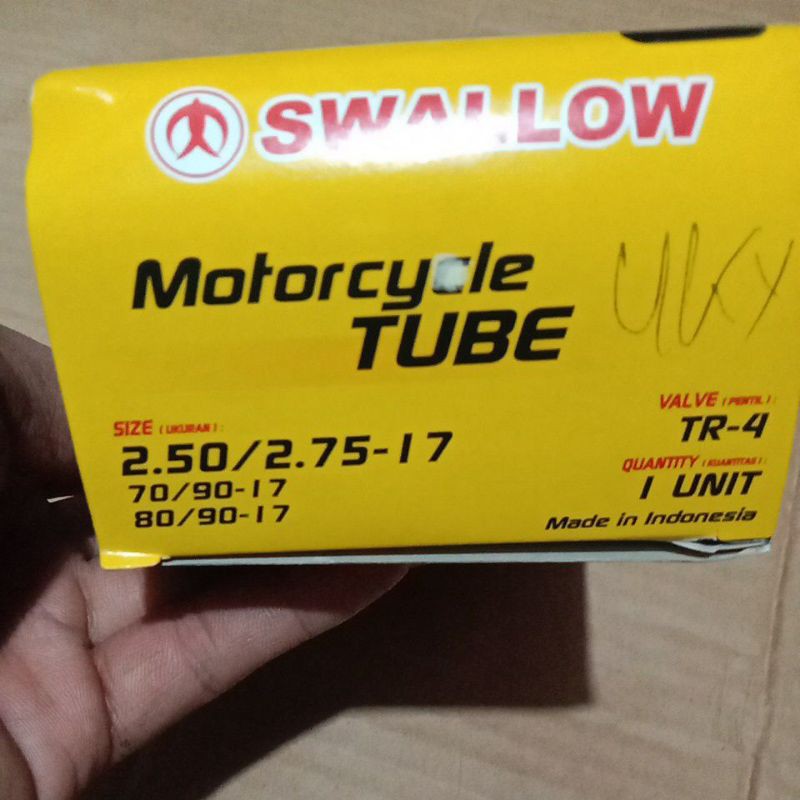 SWALLOW
Motorcycle
TUBE
SIZE (UKURAN) :
2.50/2.75-17
70/90-17
80/90-17
VALVE (PENTIL) :
TR-4
QUANTITY (KUANTITAS) :
1 UNIT
Made in Indonesia